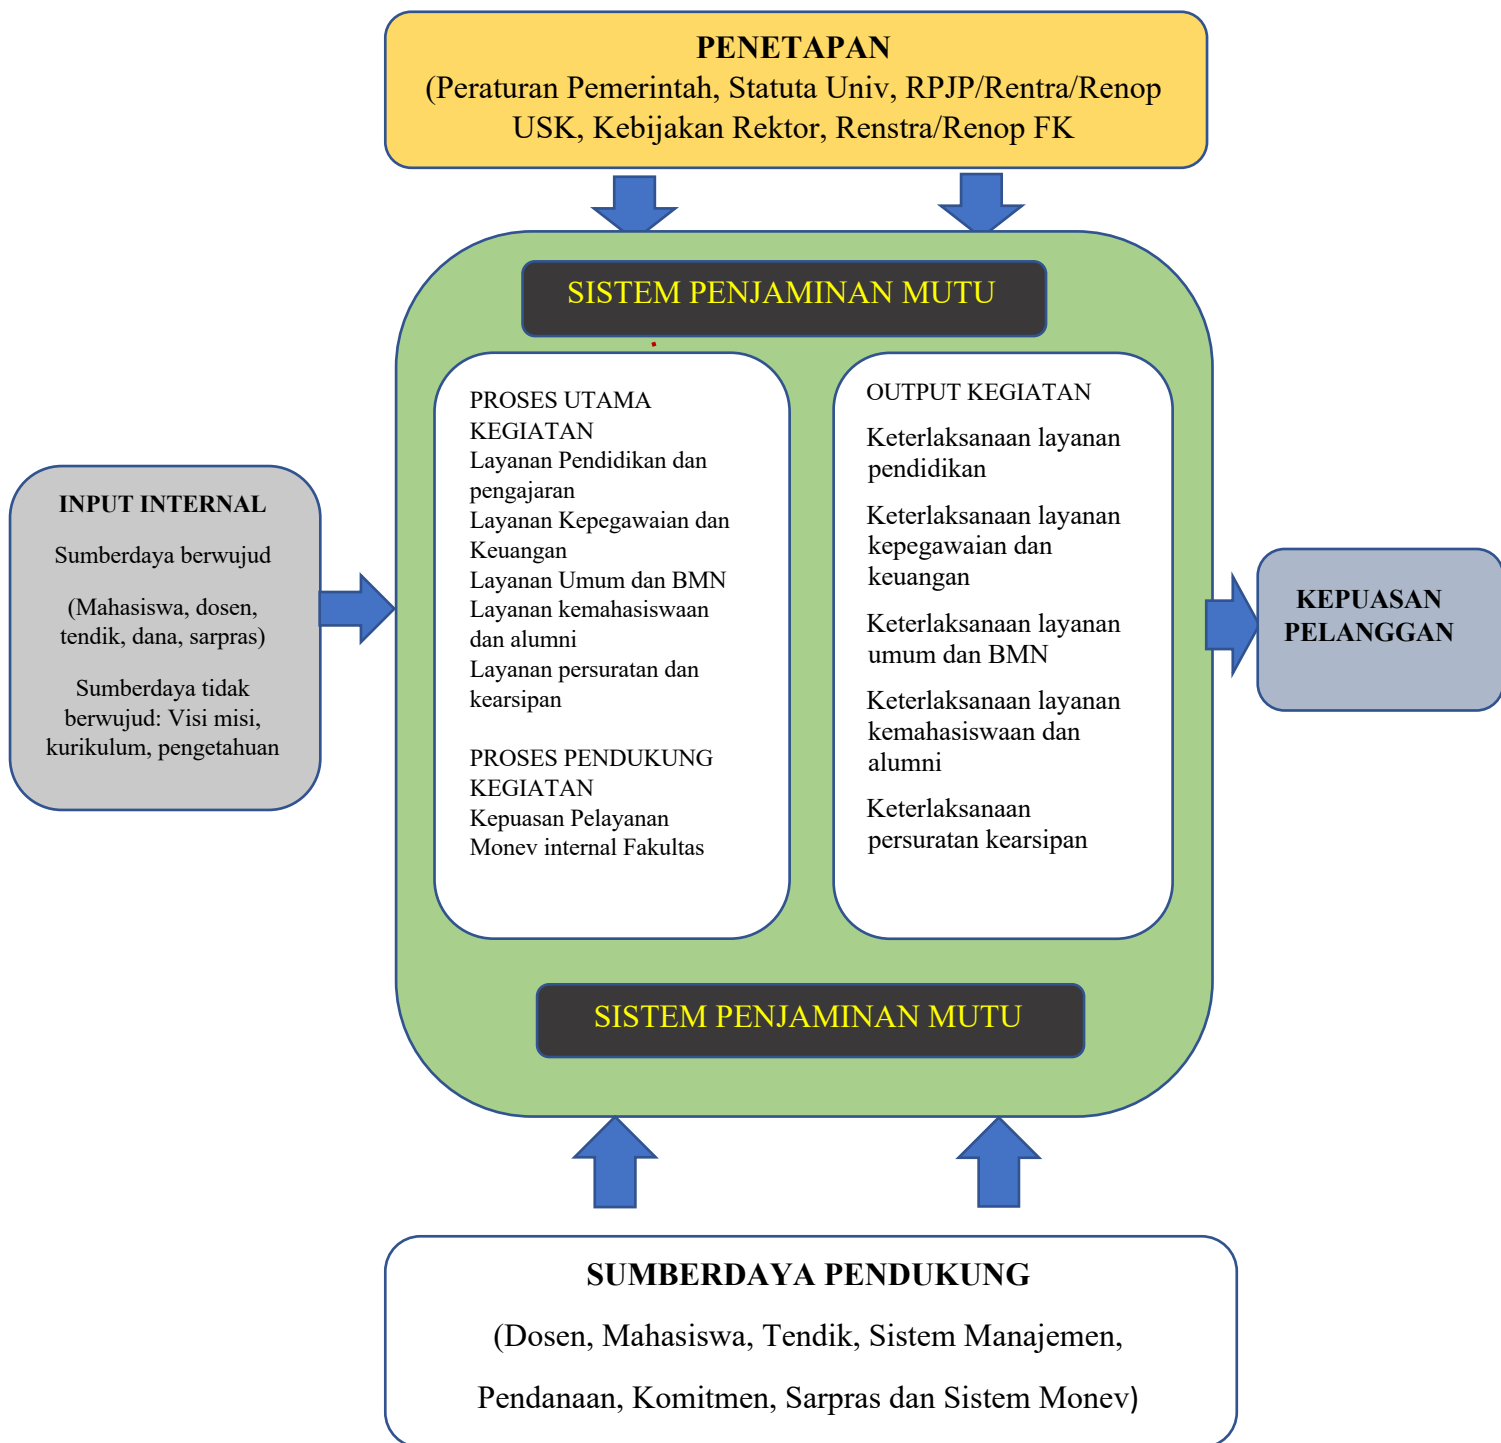 PENETAPAN
(Peraturan Pemerintah, Statuta Univ, RPJP/Rentra/Renop
USK, Kebijakan Rektor, Renstra/Renop FK
SISTEM PENJAMINAN MUTU
INPUT INTERNAL
Sumberdaya berwujud
(Mahasiswa, dosen,
tendik, dana, sarpras)
Sumberdaya tidak
berwujud: Visi misi,
kurikulum, pengetahuan
PROSES UTAMA
KEGIATAN
Layanan Pendidikan dan
pengajaran
Layanan Kepegawaian dan
Keuangan
Layanan Umum dan BMN
Layanan kemahasiswaan
dan alumni
Layanan persuratan dan
kearsipan
PROSES PENDUKUNG
KEGIATAN
Kepuasan Pelayanan
Monev internal Fakultas
OUTPUT KEGIATAN
Keterlaksanaan layanan
pendidikan
Keterlaksanaan layanan
kepegawaian dan
keuangan
Keterlaksanaan layanan
umum dan BMN
Keterlaksanaan layanan
kemahasiswaan dan
alumni
Keterlaksanaan
persuratan kearsipan
KEPUASAN
PELANGGAN
SISTEM PENJAMINAN MUTU
SUMBERDAYA PENDUKUNG
(Dosen, Mahasiswa, Tendik, Sistem Manajemen,
Pendanaan, Komitmen, Sarpras dan Sistem Monev)